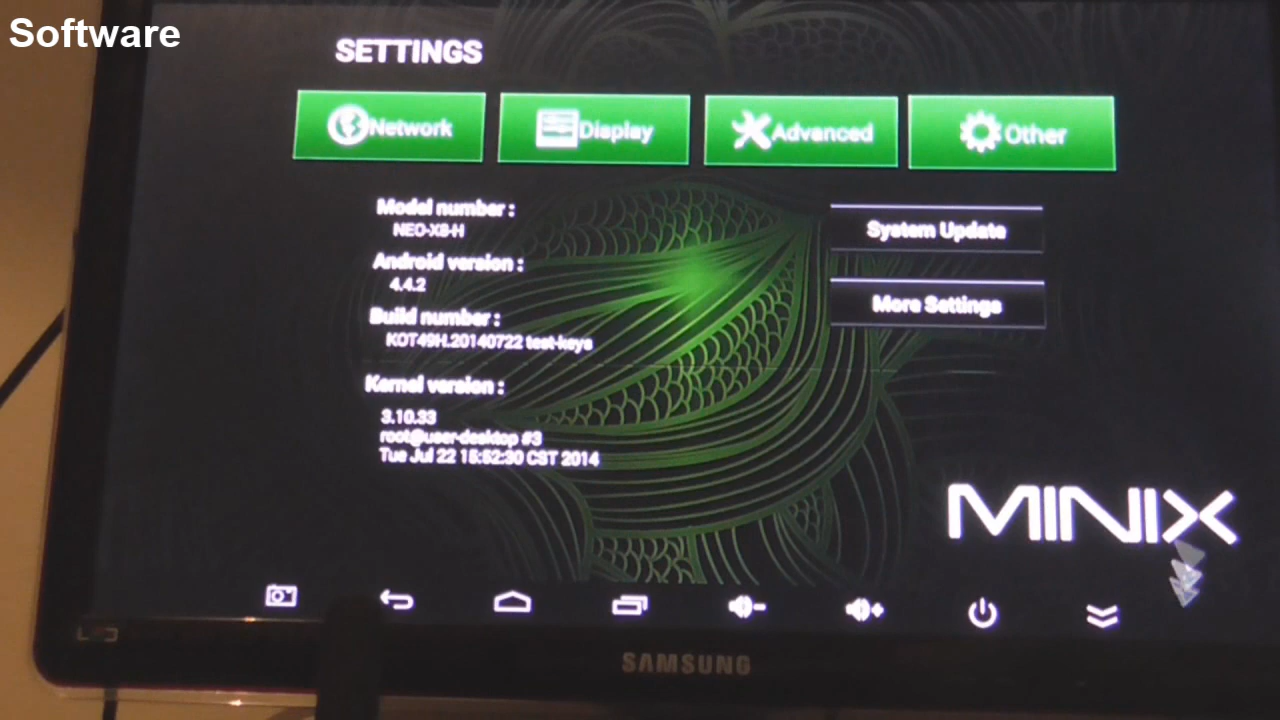 Software
SETTINGS
Network
Display
Advanced
Other
Model number :
NEO-X8-H
Android version :
4.4.2
Build number :
KOT49H.20140722 test-keys
Kernel version :
3.10.33
root@user-desktop #3
Tue Jul 22 15:52:30 CST 2014
System Update
More Settings
MINIX
SAMSUNG